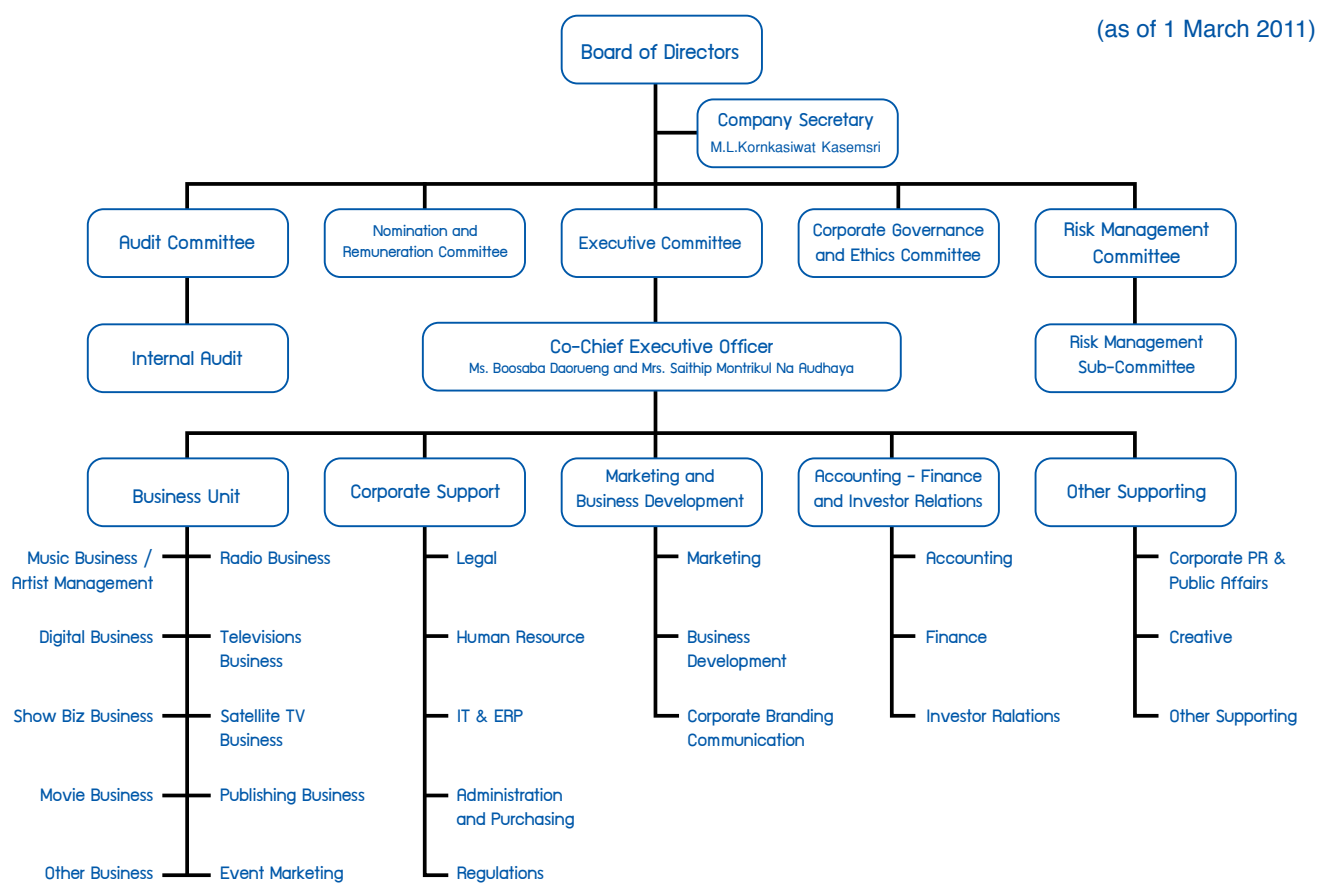 (as of 1 March 2011)
Board of Directors
Company Secretary
M.L.Kornkasiwat Kasemsri
Audit Committee
Nomination and
Remuneration Committee
Executive Committee
Corporate Governance
and Ethics Committee
Risk Management
Committee
Internal Audit
Co-Chief Executive Officer
Ms. Boosaba Daorueng and Mrs. Saithip Montrikul Na Audhaya
Risk Management
Sub-Committee
Business Unit
Corporate Support
Marketing and
Business Development
Accounting - Finance
and Investor Relations
Other Supporting
Music Business /
Artist Management
Digital Business
Show Biz Business
Movie Business
Other Business
Radio Business
Televisions
Business
Satellite TV
Business
Publishing Business
Event Marketing
Legal
Human Resource
IT & ERP
Administration
and Purchasing
Regulations
Marketing
Business
Development
Corporate Branding
Communication
Accounting
Finance
Investor Ralations
Corporate PR &
Public Affairs
Creative
Other Supporting